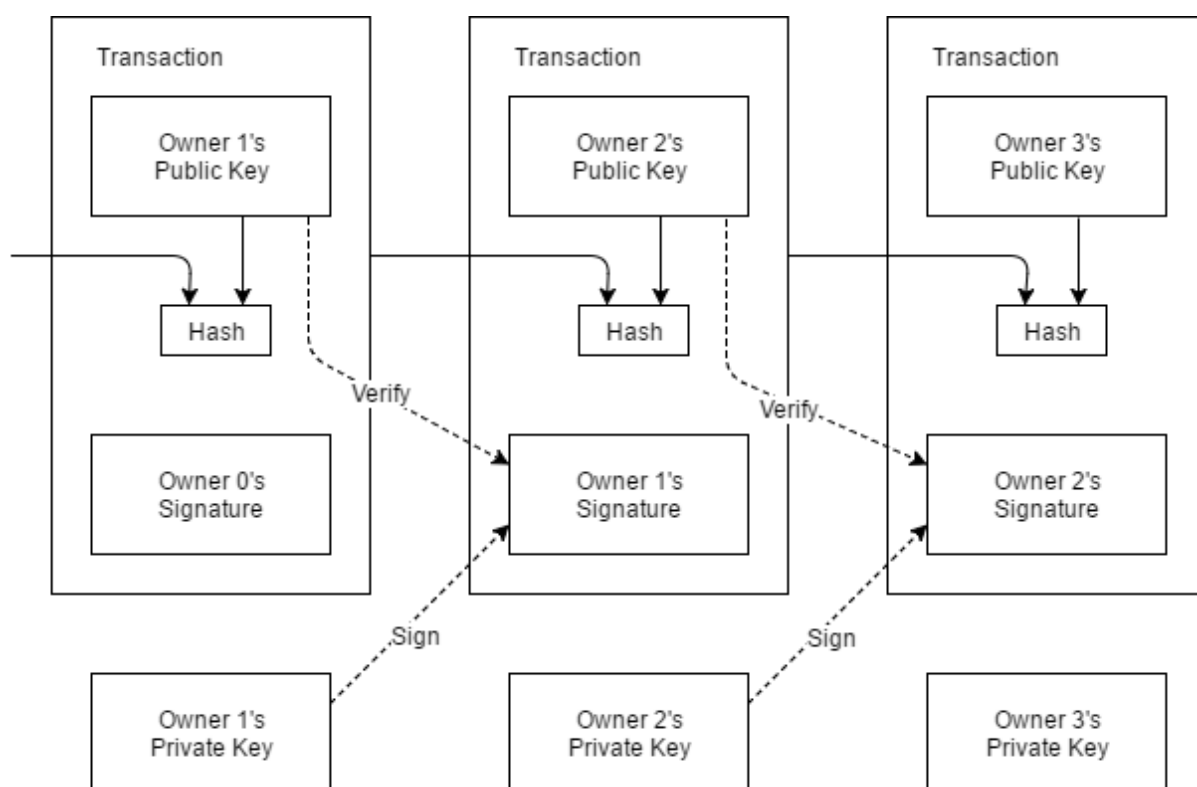 Transaction
Transaction
Transaction
Owner 1's
Public Key
Owner 2's
Public Key
Owner 3's
Public Key
Hash
Hash
Hash
Verify
Verify
Owner 0's
Signature
Owner 1's
Signature
Owner 2's
Signature
Sign
Sign
Owner 1's
Private Key
Owner 2's
Private Key
Owner 3's
Private Key